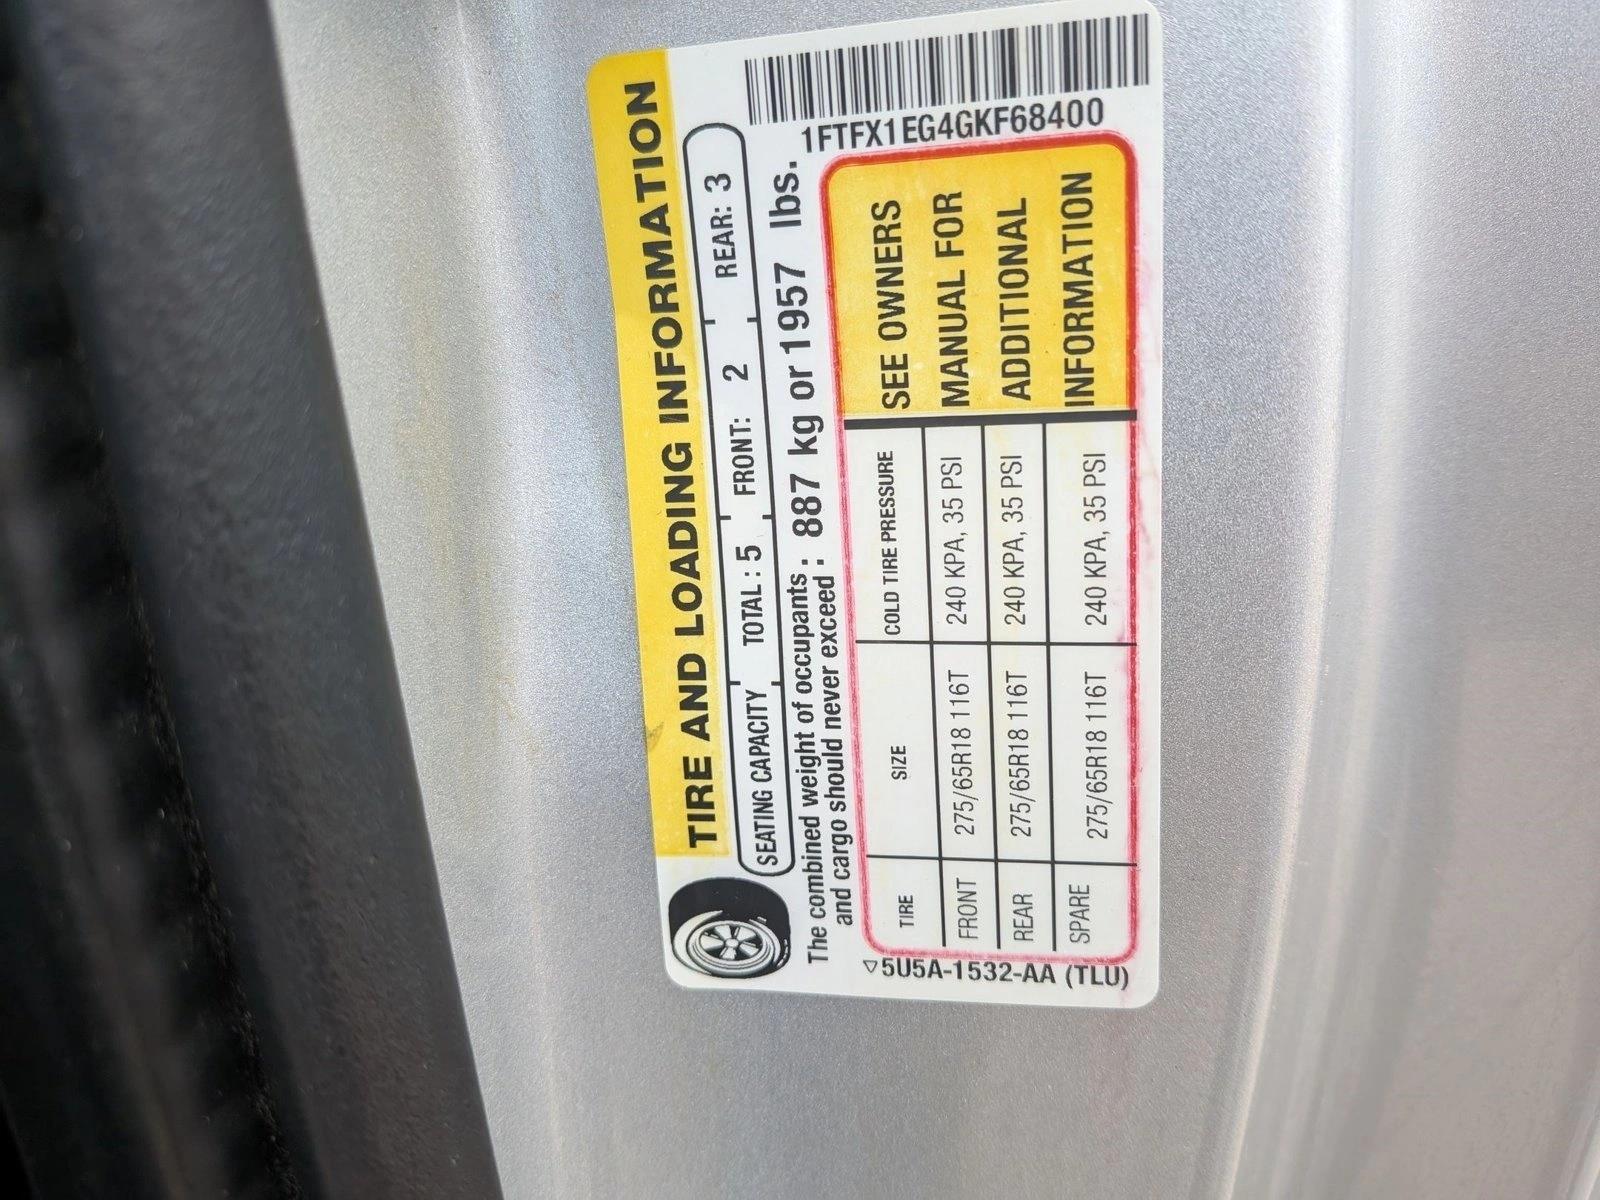 TIRE AND LOADING INFORMATION
SEATING CAPACITY TOTAL: 5 FRONT: 2 REAR: 3
The combined weight of occupants and cargo should never exceed : 887 kg or 1957 lbs.
1FTFX1EG4GKF68400
TIRE SIZE COLD TIRE PRESSURE
FRONT 275/65R18 116T 240 KPA, 35 PSI
REAR 275/65R18 116T 240 KPA, 35 PSI
SPARE 275/65R18 116T 240 KPA, 35 PSI
SEE OWNERS
MANUAL FOR
ADDITIONAL
INFORMATION
▽5U5A-1532-AA (TLU)